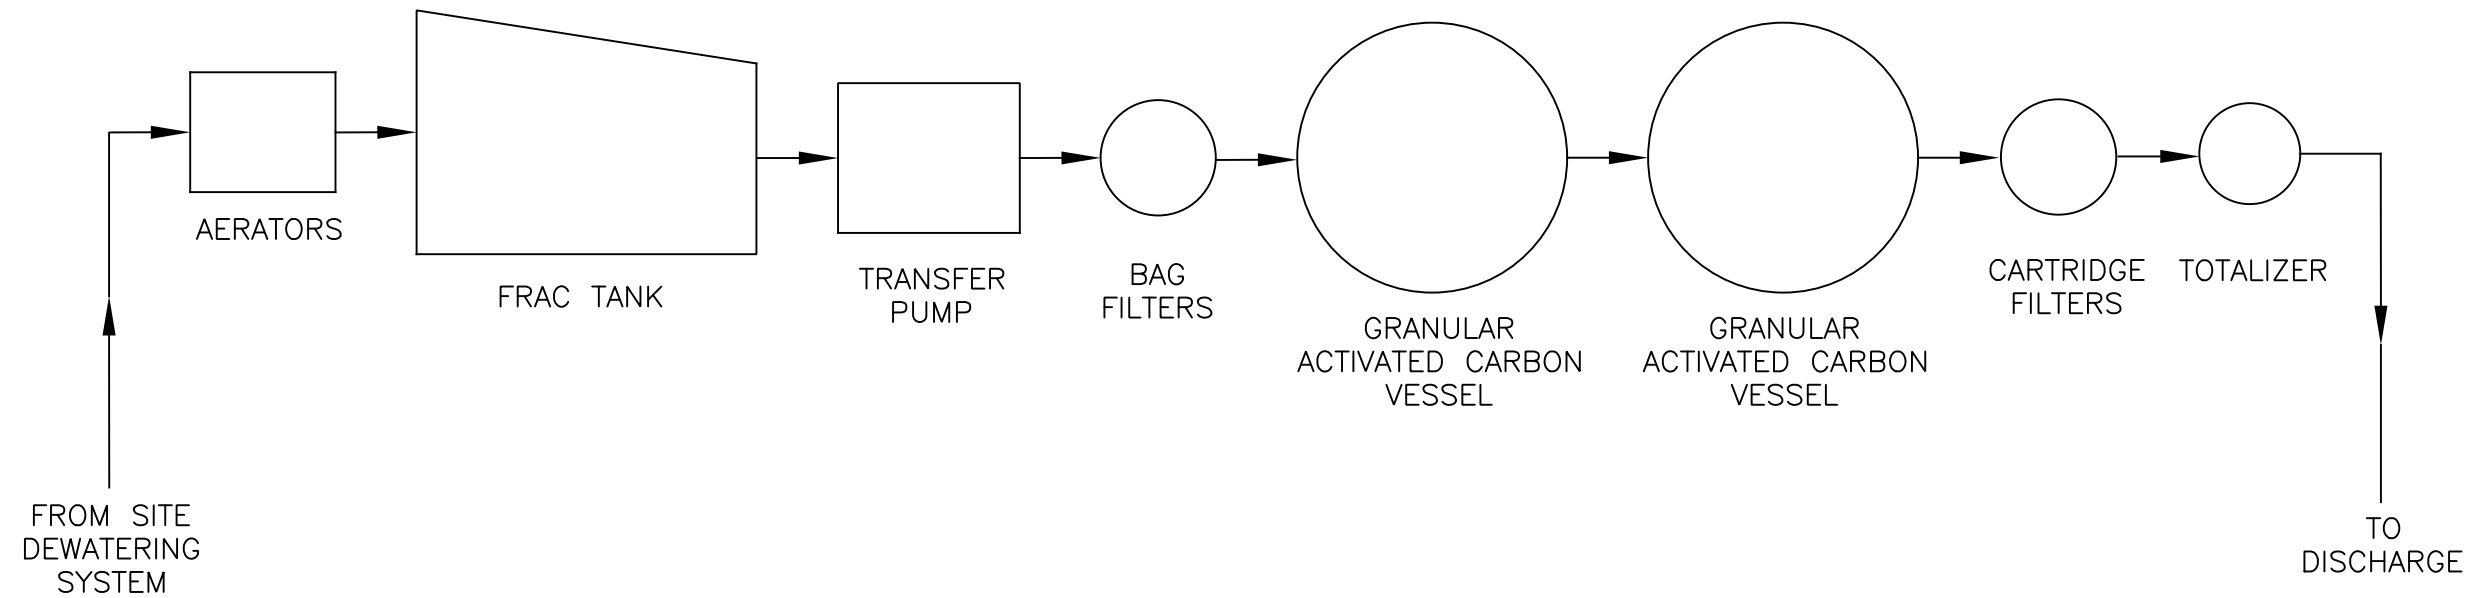 AERATORS
FRAC TANK
TRANSFER
PUMP
BAG
FILTERS
GRANULAR
ACTIVATED CARBON
VESSEL
GRANULAR
ACTIVATED CARBON
VESSEL
CARTRIDGE
FILTERS
TOTALIZER
FROM SITE
DEWATERING
SYSTEM
TO
DISCHARGE